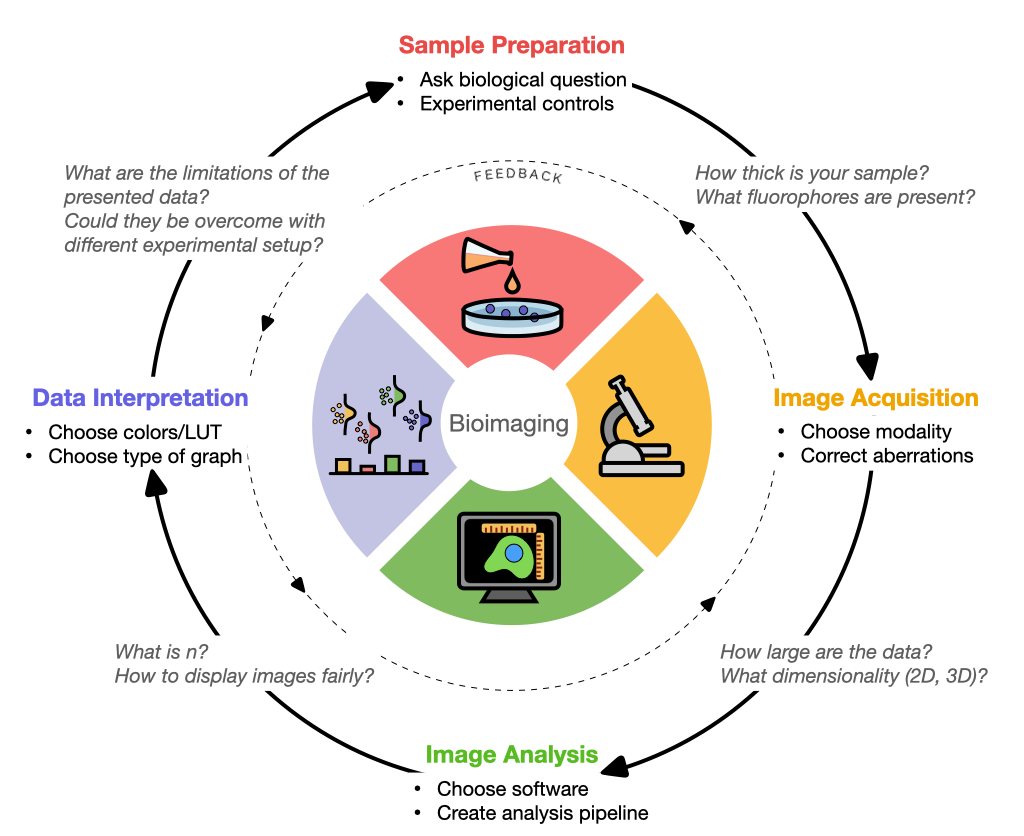 Sample Preparation
• Ask biological question
• Experimental controls
What are the limitations of the
presented data?
Could they be overcome with
different experimental setup?
FEEDBACK
How thick is your sample?
What fluorophores are present?
Data Interpretation
• Choose colors/LUT
• Choose type of graph
Bioimaging
Image Acquisition
• Choose modality
• Correct aberrations
What is n?
How to display images fairly?
How large are the data?
What dimensionality (2D, 3D)?
Image Analysis
• Choose software
• Create analysis pipeline